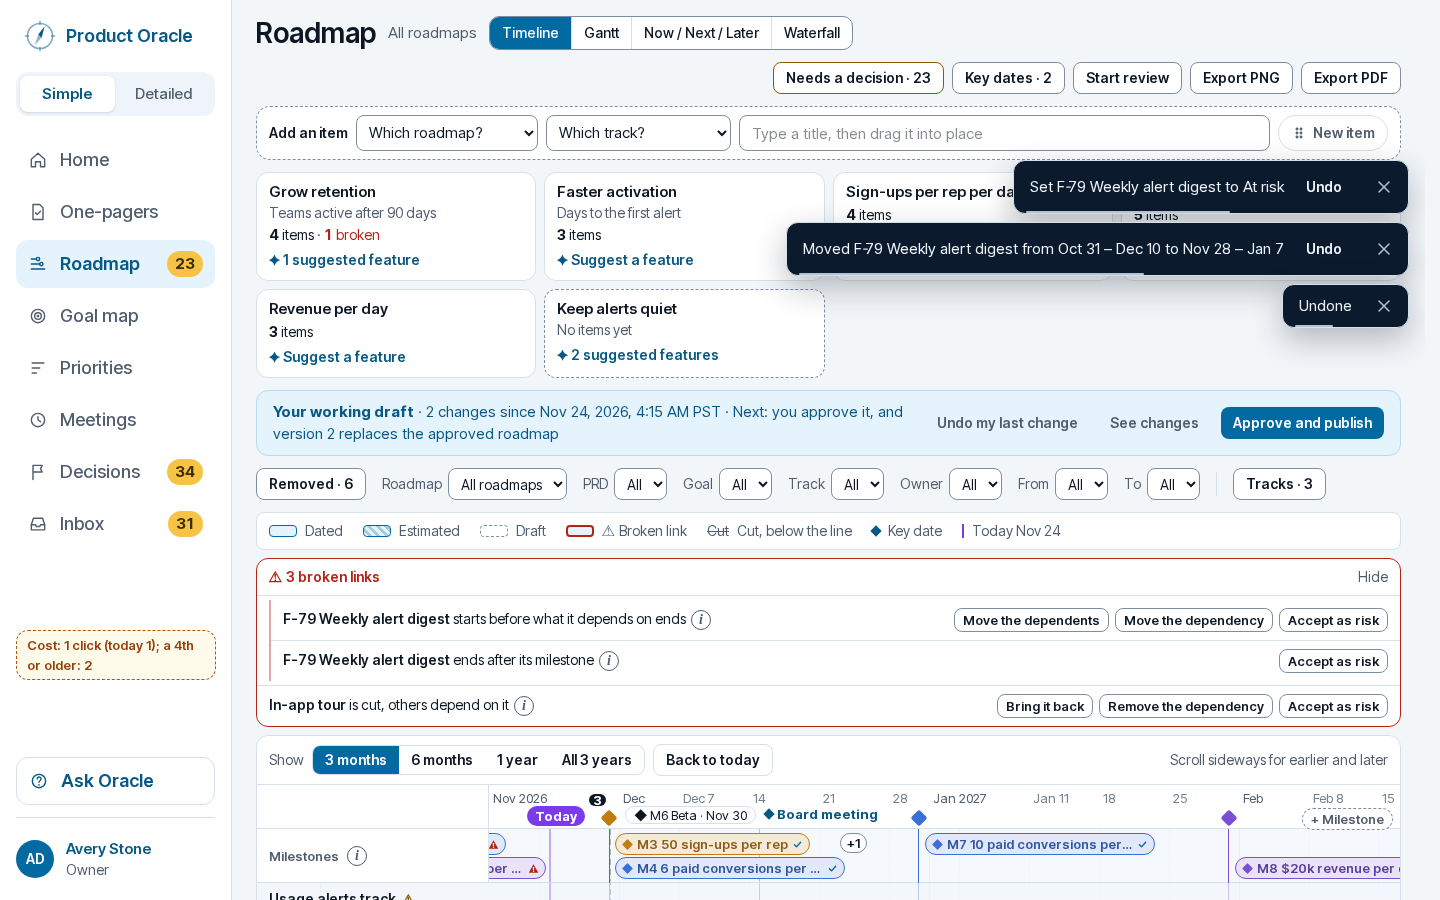 Product Oracle
Simple
Detailed
Home
One-pagers
Roadmap 23
Goal map
Priorities
Meetings
Decisions 34
Inbox 31
Cost: 1 click (today 1); a 4th
or older: 2
Ask Oracle
AD
Avery Stone
Owner
Roadmap
All roadmaps
Timeline
Gantt
Now / Next / Later
Waterfall
Needs a decision · 23
Key dates · 2
Start review
Export PNG
Export PDF
Add an item
Which roadmap?
Which track?
Type a title, then drag it into place
New item
Grow retention
Teams active after 90 days
4 items · 1 broken
1 suggested feature
Faster activation
Days to the first alert
3 items
Suggest a feature
Sign-ups per rep per da
4 items
5 items
Set F-79 Weekly alert digest to At risk
Undo
Moved F-79 Weekly alert digest from Oct 31 – Dec 10 to Nov 28 – Jan 7
Undo
Undone
Revenue per day
3 items
Suggest a feature
Keep alerts quiet
No items yet
2 suggested features
Your working draft · 2 changes since Nov 24, 2026, 4:15 AM PST · Next: you approve it, and
version 2 replaces the approved roadmap
Undo my last change
See changes
Approve and publish
Removed · 6
Roadmap All roadmaps
PRD All
Goal All
Track All
Owner All
From All
To All
Tracks · 3
Dated
Estimated
Draft
⚠ Broken link
Cut Cut, below the line
Key date
Today Nov 24
⚠ 3 broken links
Hide
F-79 Weekly alert digest starts before what it depends on ends i
Move the dependents
Move the dependency
Accept as risk
F-79 Weekly alert digest ends after its milestone i
Accept as risk
In-app tour is cut, others depend on it i
Bring it back
Remove the dependency
Accept as risk
Show
3 months
6 months
1 year
All 3 years
Back to today
Scroll sideways for earlier and later
Nov 2026
3
Dec
Dec 7
14
21
28
Jan 2027
Jan 11
18
25
Feb
Feb 8
15
Today
M6 Beta · Nov 30
Board meeting
+ Milestone
Milestones i
M3 50 sign-ups per rep
+1
M7 10 paid conversions per...
per ...
M4 6 paid conversions per ...
M8 $20k revenue per
Usage alerts track